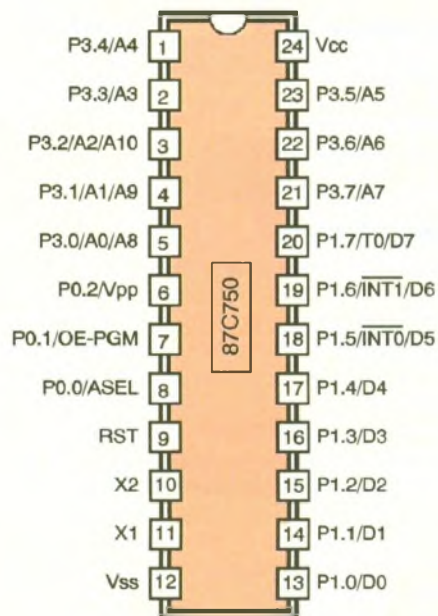 P3.4/A4 1 24 Vcc
P3.3/A3 2 23 P3.5/A5
P3.2/A2/A10 3 22 P3.6/A6
P3.1/A1/A9 4 21 P3.7/A7
P3.0/A0/A8 5 20 P1.7/T0/D7
P0.2/Vpp 6 19 P1.6/INT1/D6
P0.1/OE-PGM 7 18 P1.5/INT0/D5
P0.0/ASEL 8 17 P1.4/D4
RST 9 16 P1.3/D3
X2 10 15 P1.2/D2
X1 11 14 P1.1/D1
Vss 12 13 P1.0/D0
87C750